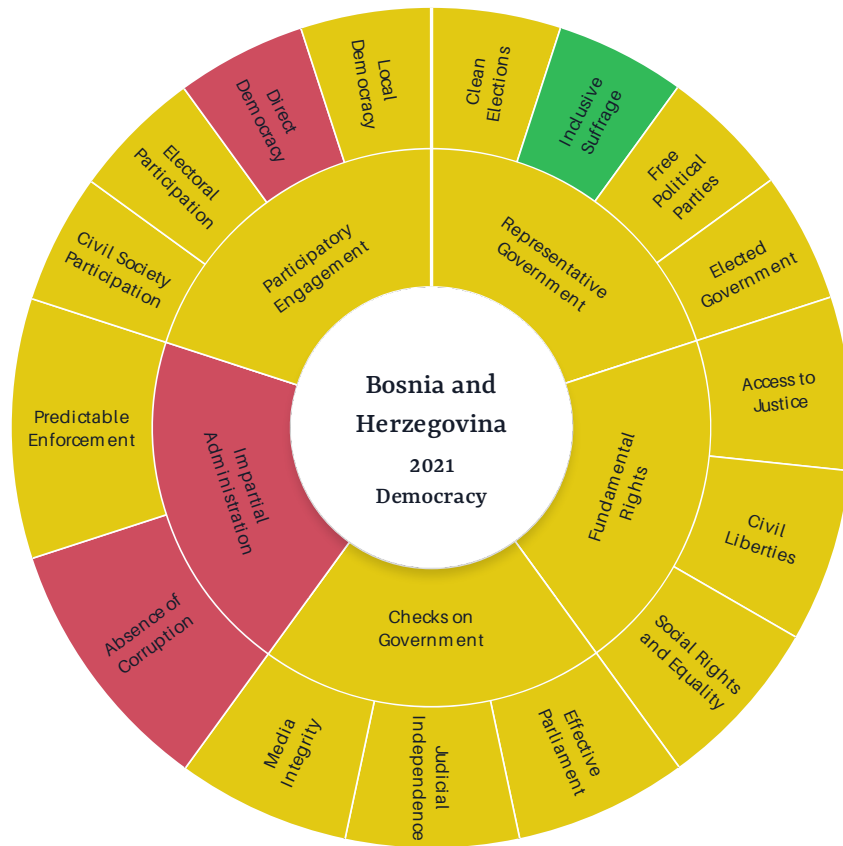 Bosnia and
Herzegovina
2021
Democracy
Representative
Government
Clean
Elections
Inclusive
Suffrage
Free
Political
Parties
Elected
Government
Fundamental
Rights
Access to
Justice
Civil
Liberties
Social Rights
and Equality
Checks on
Government
Effective
Parliament
Judicial
Independence
Media
Integrity
Impartial
Administration
Absence of
Corruption
Predictable
Enforcement
Participatory
Engagement
Civil Society
Participation
Electoral
Participation
Direct
Democracy
Local
Democracy